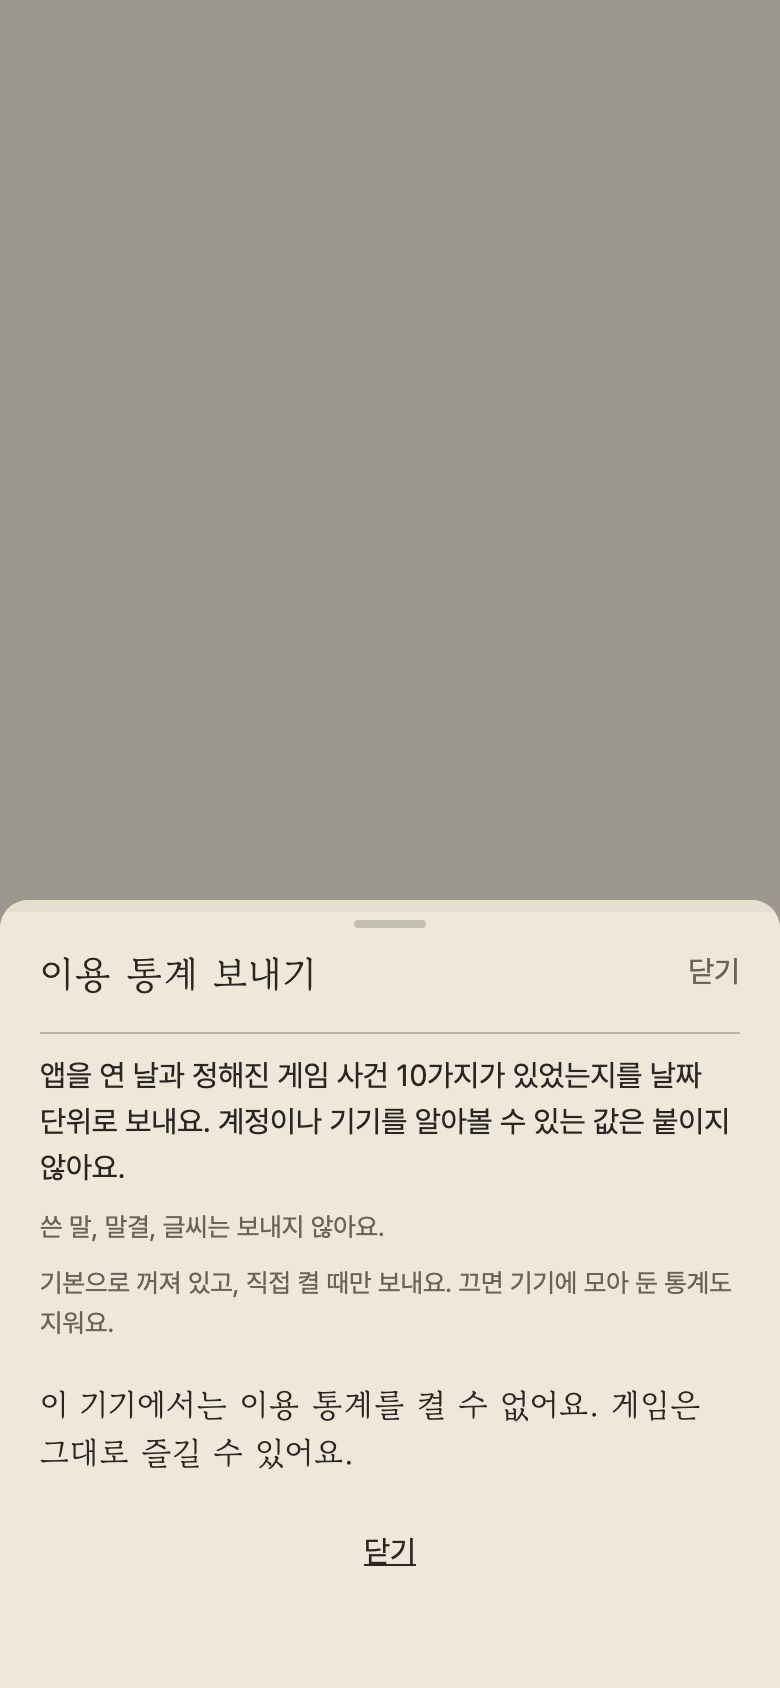 이용 통계 보내기
닫기
앱을 연 날과 정해진 게임 사건 10가지가 있었는지를 날짜
단위로 보내요. 계정이나 기기를 알아볼 수 있는 값은 붙이지
않아요.
쓴 말, 말결, 글씨는 보내지 않아요.
기본으로 꺼져 있고, 직접 켤 때만 보내요. 끄면 기기에 모아 둔 통계도
지워요.
이 기기에서는 이용 통계를 켤 수 없어요. 게임은
그대로 즐길 수 있어요.
닫기